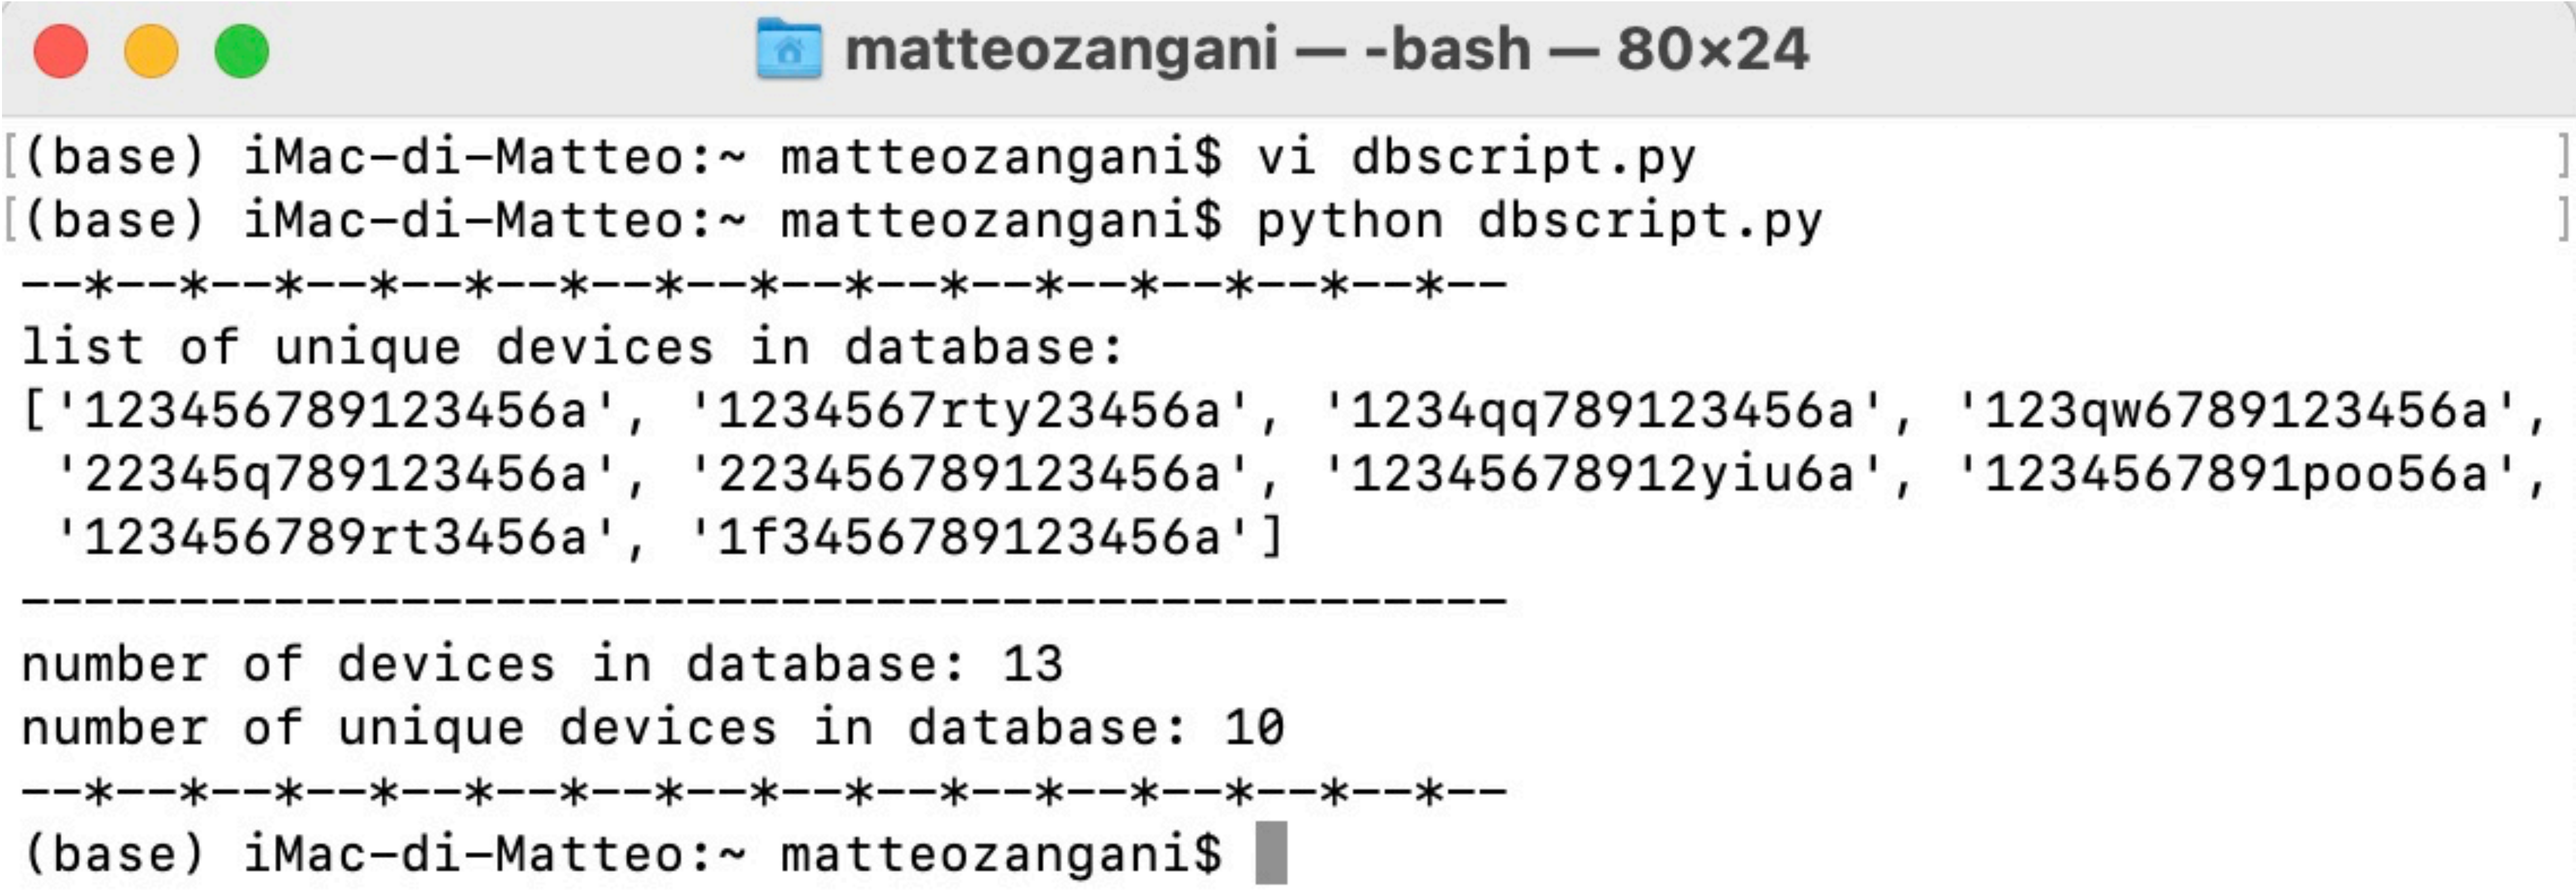 matteozangani — -bash — 80×24
[(base) iMac-di-Matteo:~ matteozangani$ vi dbscript.py ]
[(base) iMac-di-Matteo:~ matteozangani$ python dbscript.py ]
--*--*--*--*--*--*--*--*--*--*--*--*--*--*--*--
list of unique devices in database:
['123456789123456a', '1234567rty23456a', '1234qq789123456a', '123qw6789123456a',
 '22345q789123456a', '223456789123456a', '12345678912yiu6a', '1234567891poo56a',
 '123456789rt3456a', '1f3456789123456a']
-----------------------------------------------
number of devices in database: 13
number of unique devices in database: 10
--*--*--*--*--*--*--*--*--*--*--*--*--*--*--*--
(base) iMac-di-Matteo:~ matteozangani$